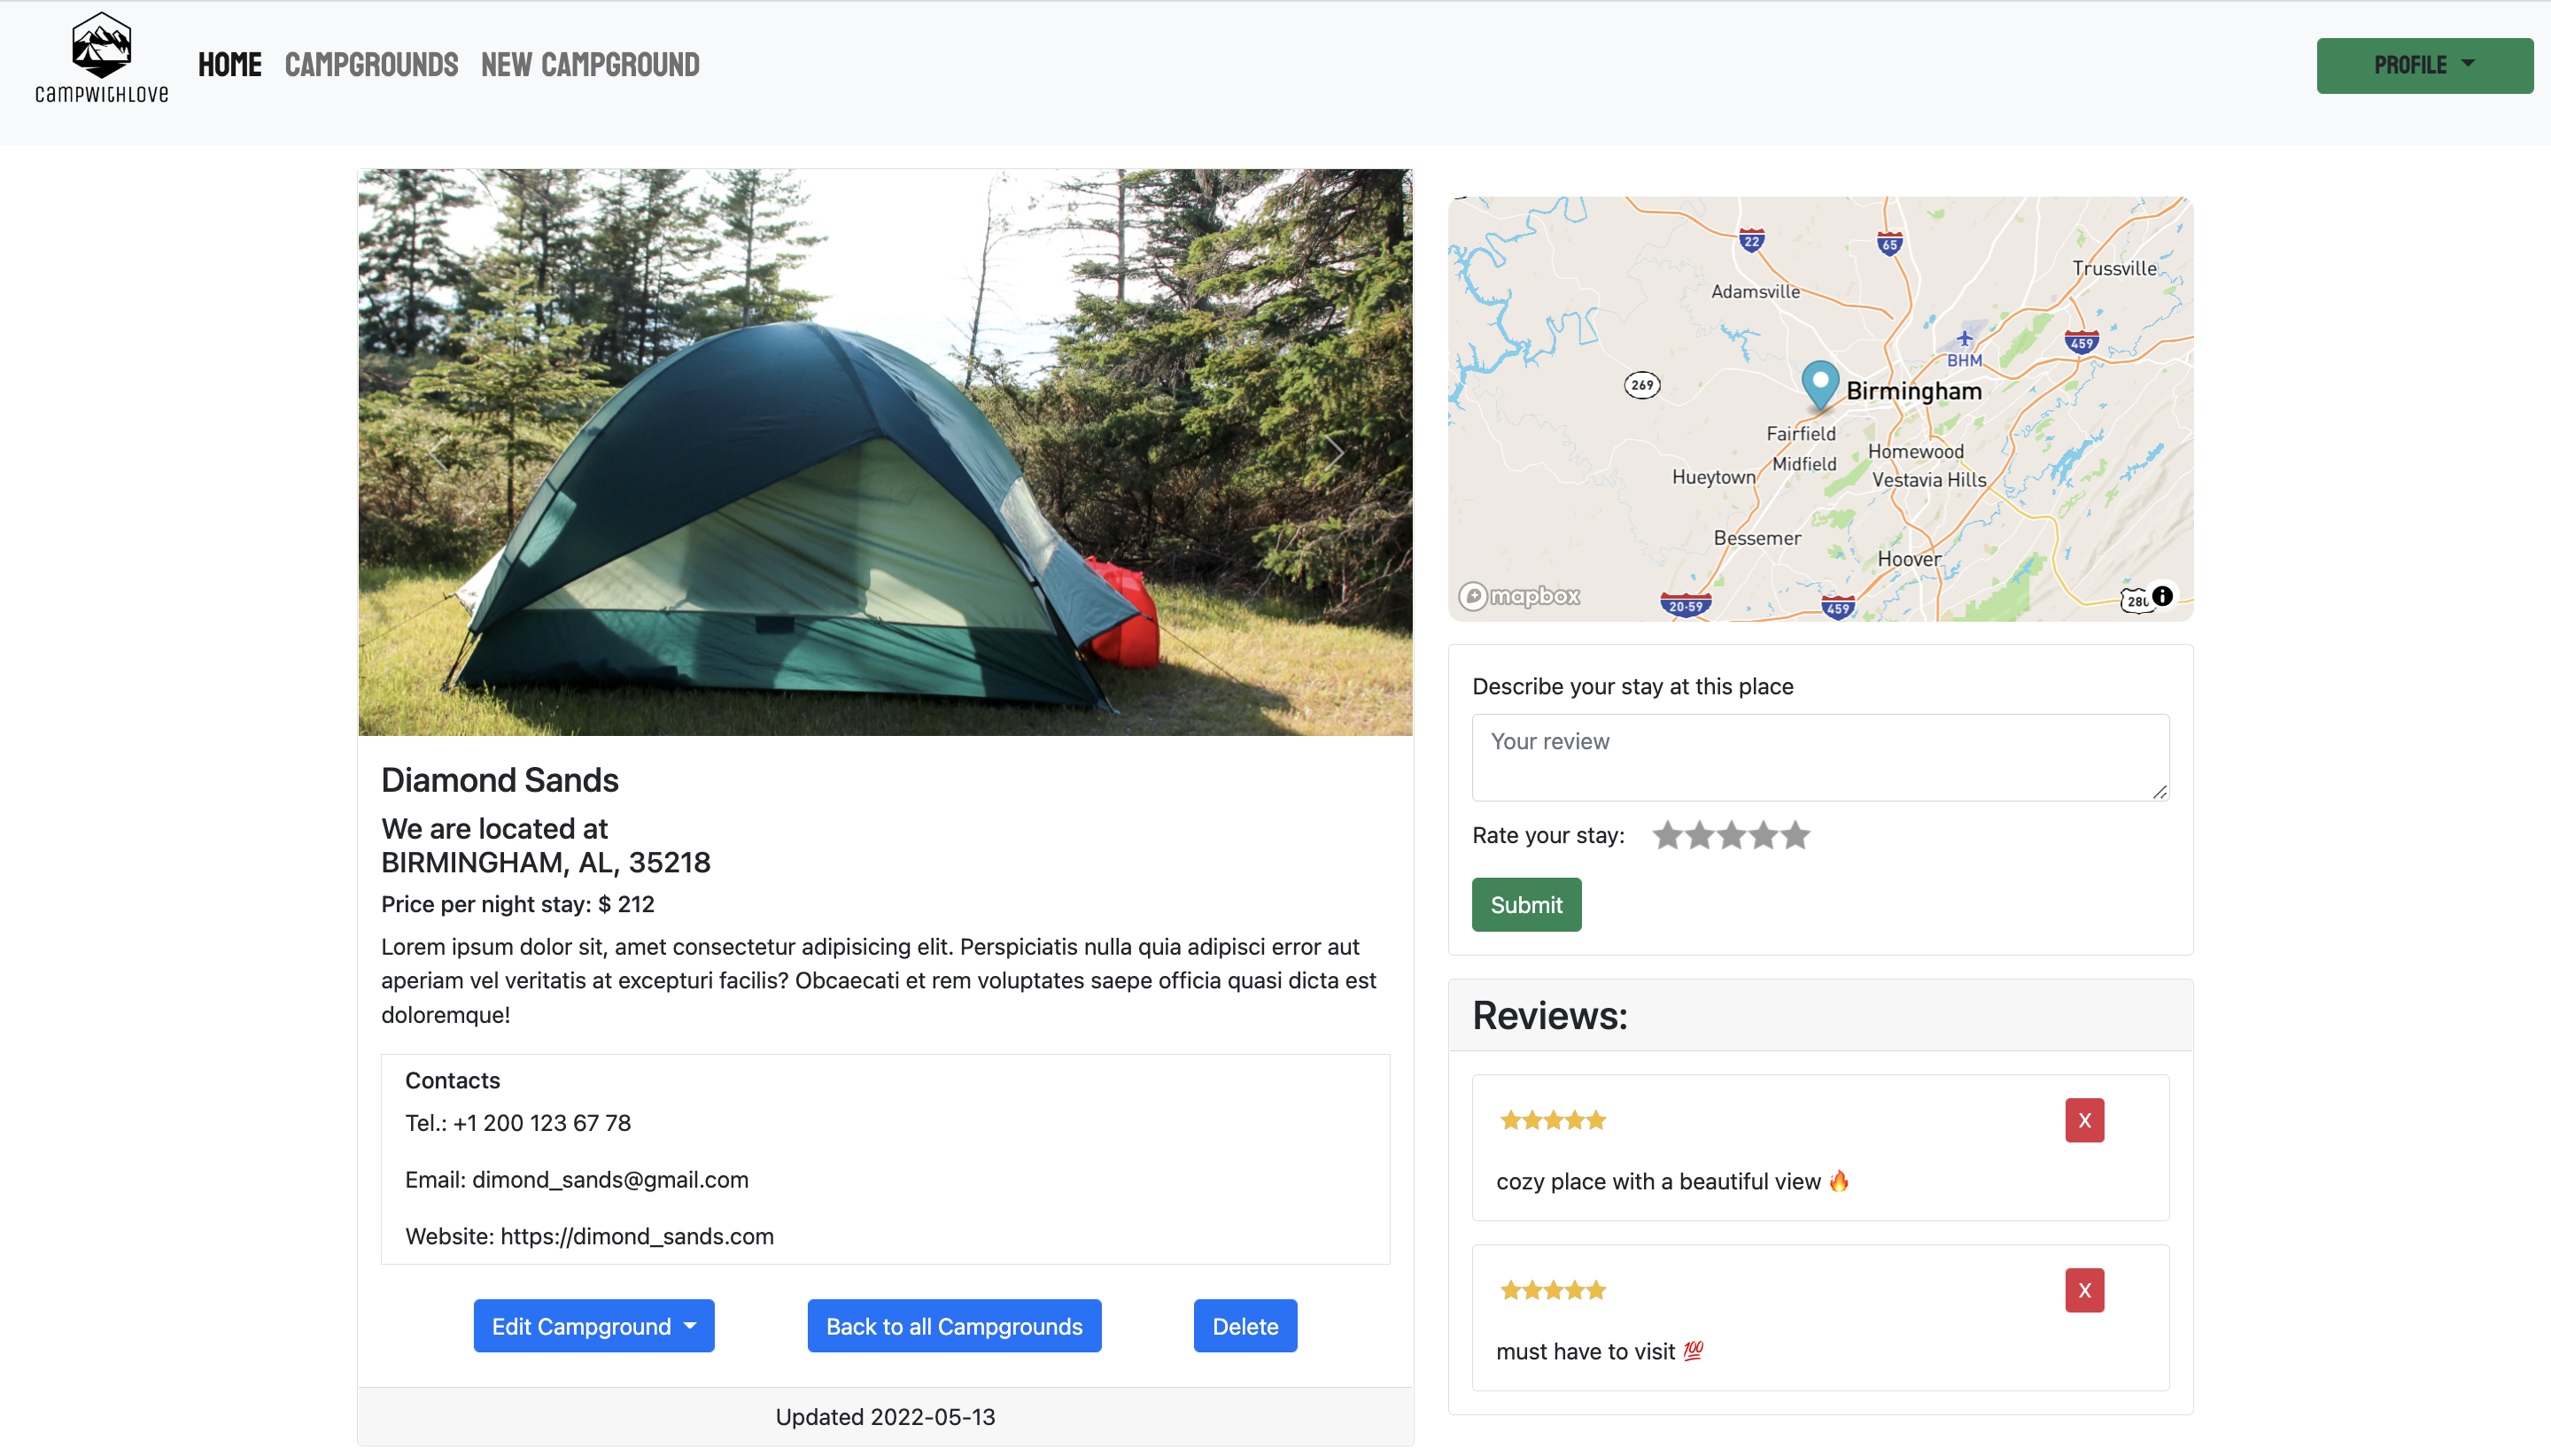 campwithlove
HOME CAMPGROUNDS NEW CAMPGROUND
PROFILE
Diamond Sands
We are located at
BIRMINGHAM, AL, 35218
Price per night stay: $ 212
Lorem ipsum dolor sit, amet consectetur adipisicing elit. Perspiciatis nulla quia adipisci error aut
aperiam vel veritatis at excepturi facilis? Obcaecati et rem voluptates saepe officia quasi dicta est
doloremque!
Contacts
Tel.: +1 200 123 67 78
Email: dimond_sands@gmail.com
Website: https://dimond_sands.com
Edit Campground
Back to all Campgrounds
Delete
Updated 2022-05-13
22
65
Trussville
Adamsville
459
BHM
269
Birmingham
Fairfield
Homewood
Midfield
Hueytown
Vestavia Hills
Bessemer
Hoover
mapbox
20-59
459
280
Describe your stay at this place
Your review
Rate your stay: ★★★★★
Submit
Reviews:
★★★★★
X
cozy place with a beautiful view 🔥
★★★★★
X
must have to visit 💯